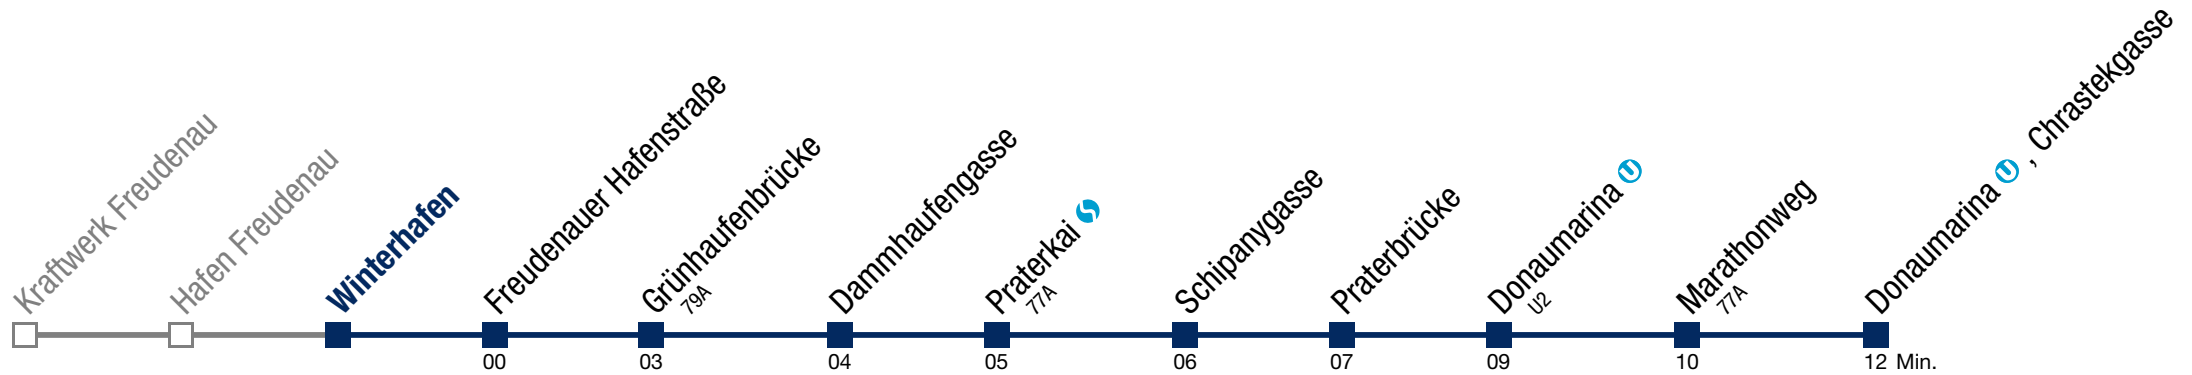 Kraftwerk Freudenau
Hafen Freudenau
Winterhafen
Freudenauer Hafenstraße
Grünhaufenbrücke
79A
Dammhaufengasse
Praterkai S
77A
Schipanygasse
Praterbrücke
Donaumarina U
U2
Marathonweg
77A
Donaumarina U , Chrastekgasse
00 03 04 05 06 07 09 10 12 Min.